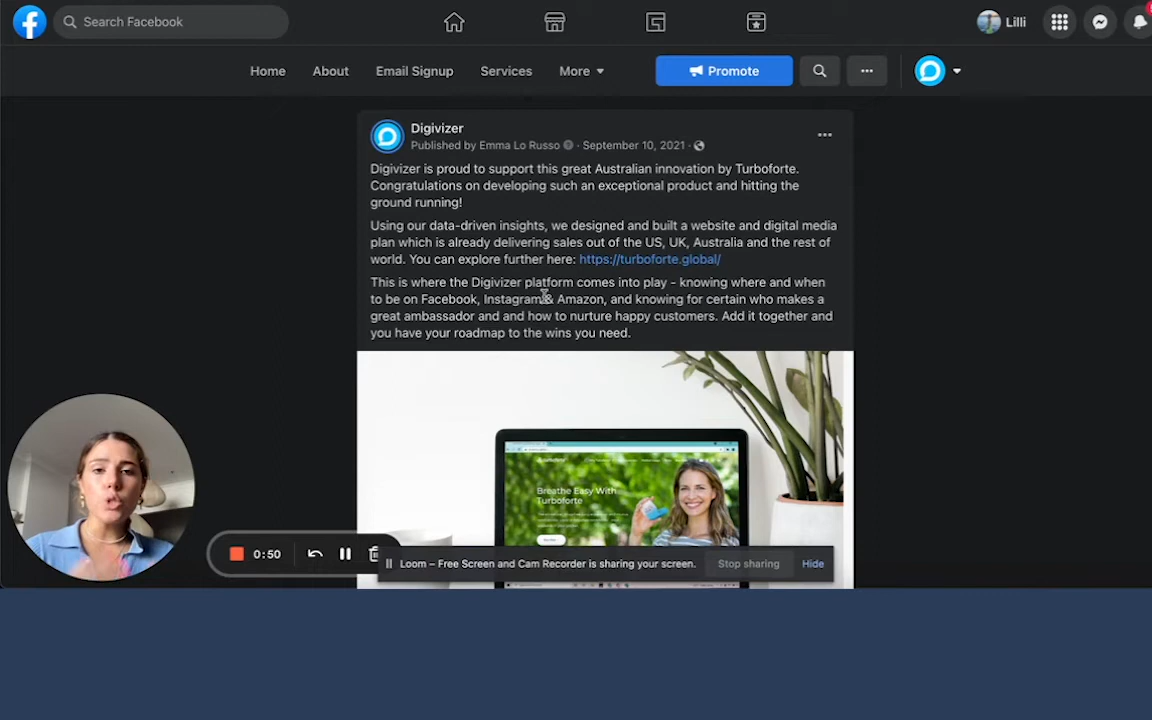 Search Facebook
Lilli
Home About Email Signup Services More Promote
Digivizer
Published by Emma Lo Russo · September 10, 2021 ·
Digivizer is proud to support this great Australian innovation by Turboforte.
Congratulations on developing such an exceptional product and hitting the
ground running!
Using our data-driven insights, we designed and built a website and digital media
plan which is already delivering sales out of the US, UK, Australia and the rest of
world. You can explore further here: https://turboforte.global/
This is where the Digivizer platform comes into play - knowing where and when
to be on Facebook, Instagram & Amazon, and knowing for certain who makes a
great ambassador and and how to nurture happy customers. Add it together and
you have your roadmap to the wins you need.
Breathe Easy With
Turboforte
0:50
Loom – Free Screen and Cam Recorder is sharing your screen. Stop sharing Hide